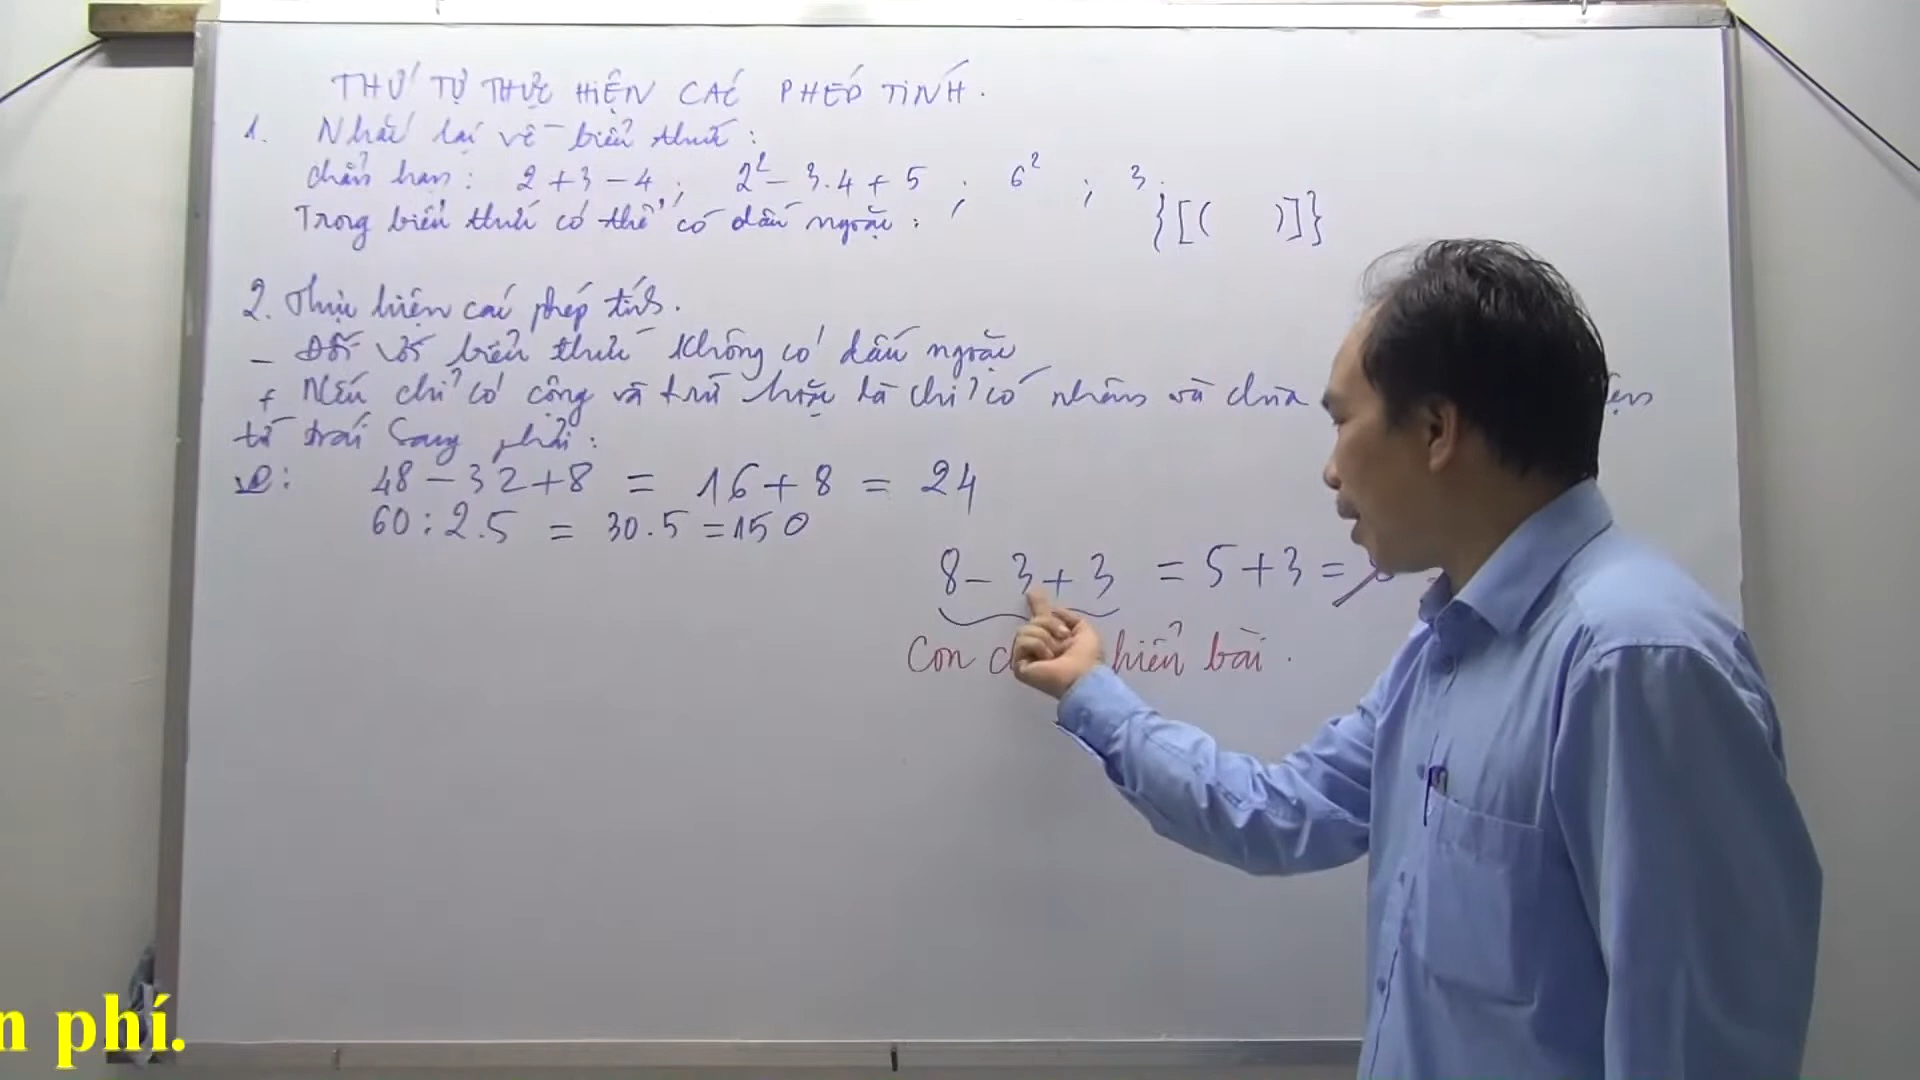 THỨ TỰ THỰC HIỆN CÁC PHÉP TÍNH.
1. Nhắc lại về biểu thức:
chẳn hạn: 2 + 3 - 4; 2² - 3.4 + 5 ; 6² ; 3.
Trong biểu thức có thể có dấu ngoặc: {[( )]}
2. Thực hiện các phép tính.
- Đối với biểu thức không có dấu ngoặc
+ Nếu chỉ có cộng và trừ hoặc là chỉ có nhân và chia
từ trái sang phải:
VD: 48 - 32 + 8 = 16 + 8 = 24
60 : 2.5 = 30.5 = 150
8 - 3 + 3 = 5 + 3 =
Con hiểu bài.
n phí.